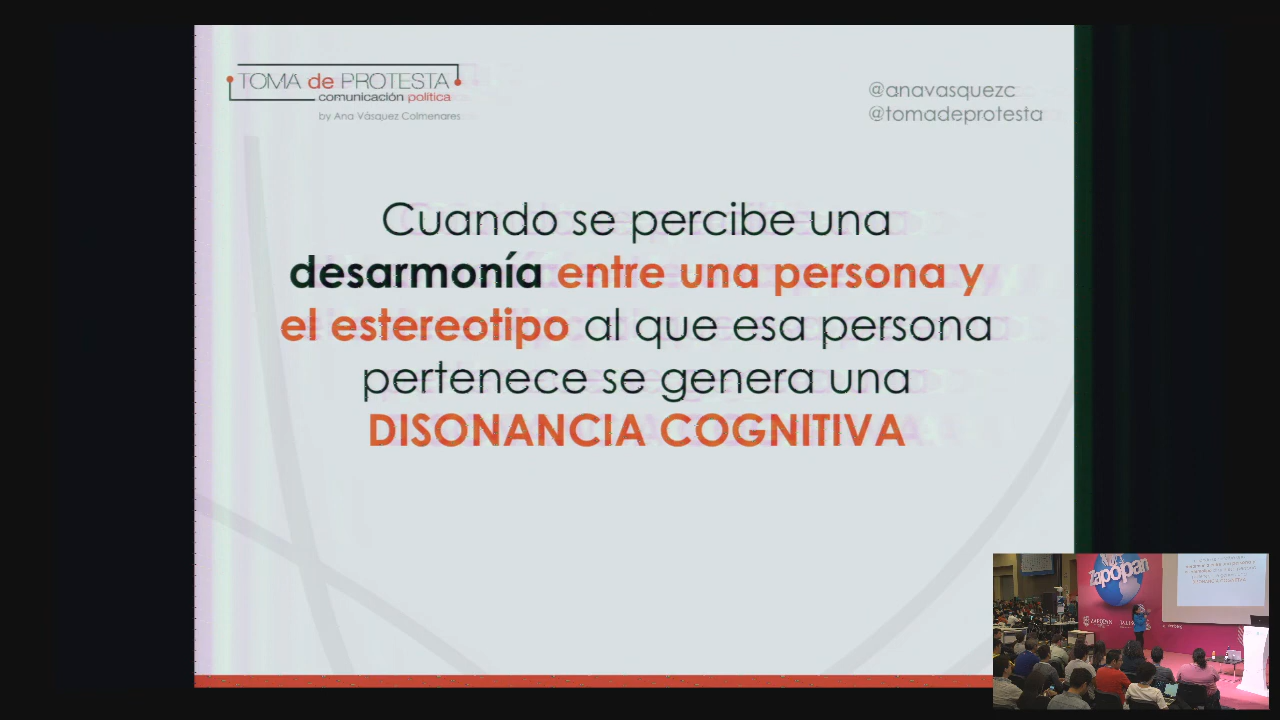 TOMA de PROTESTA
comunicación política
by Ana Vásquez Colmenares
@anavasquezc
@tomadeprotesta
Cuando se percibe una
desarmonía entre una persona y
el estereotipo al que esa persona
pertenece se genera una
DISONANCIA COGNITIVA
Zapopan
ZAPOPAN